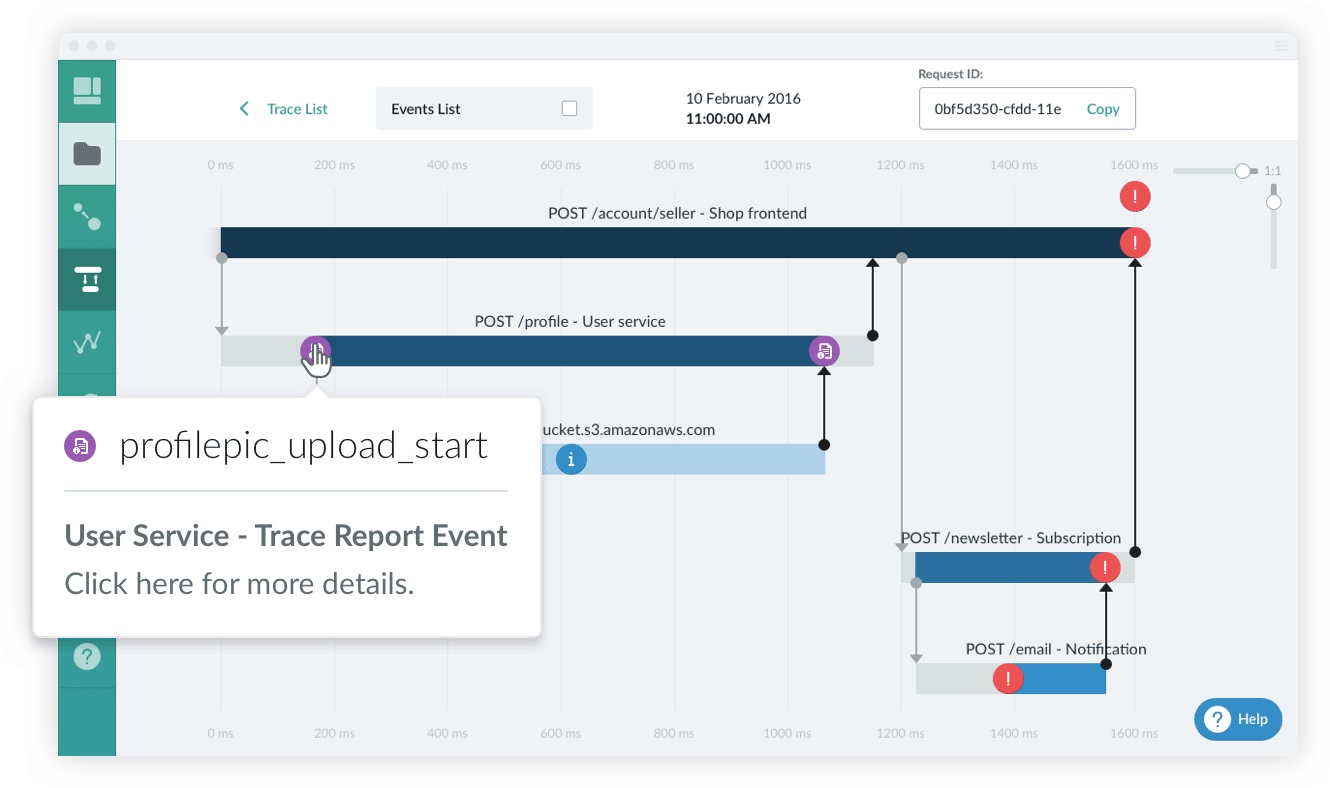 Request ID:
Trace List
Events List
10 February 2016
11:00:00 AM
0bf5d350-cfdd-11e
Copy
0 ms 200 ms 400 ms 600 ms 800 ms 1000 ms 1200 ms 1400 ms 1600 ms
1:1
POST /account/seller - Shop frontend
POST /profile - User service
ucket.s3.amazonaws.com
profilepic_upload_start
User Service - Trace Report Event
Click here for more details.
POST /newsletter - Subscription
POST /email - Notification
0 ms 200 ms 400 ms 600 ms 800 ms 1000 ms 1200 ms 1400 ms 1600 ms
? Help